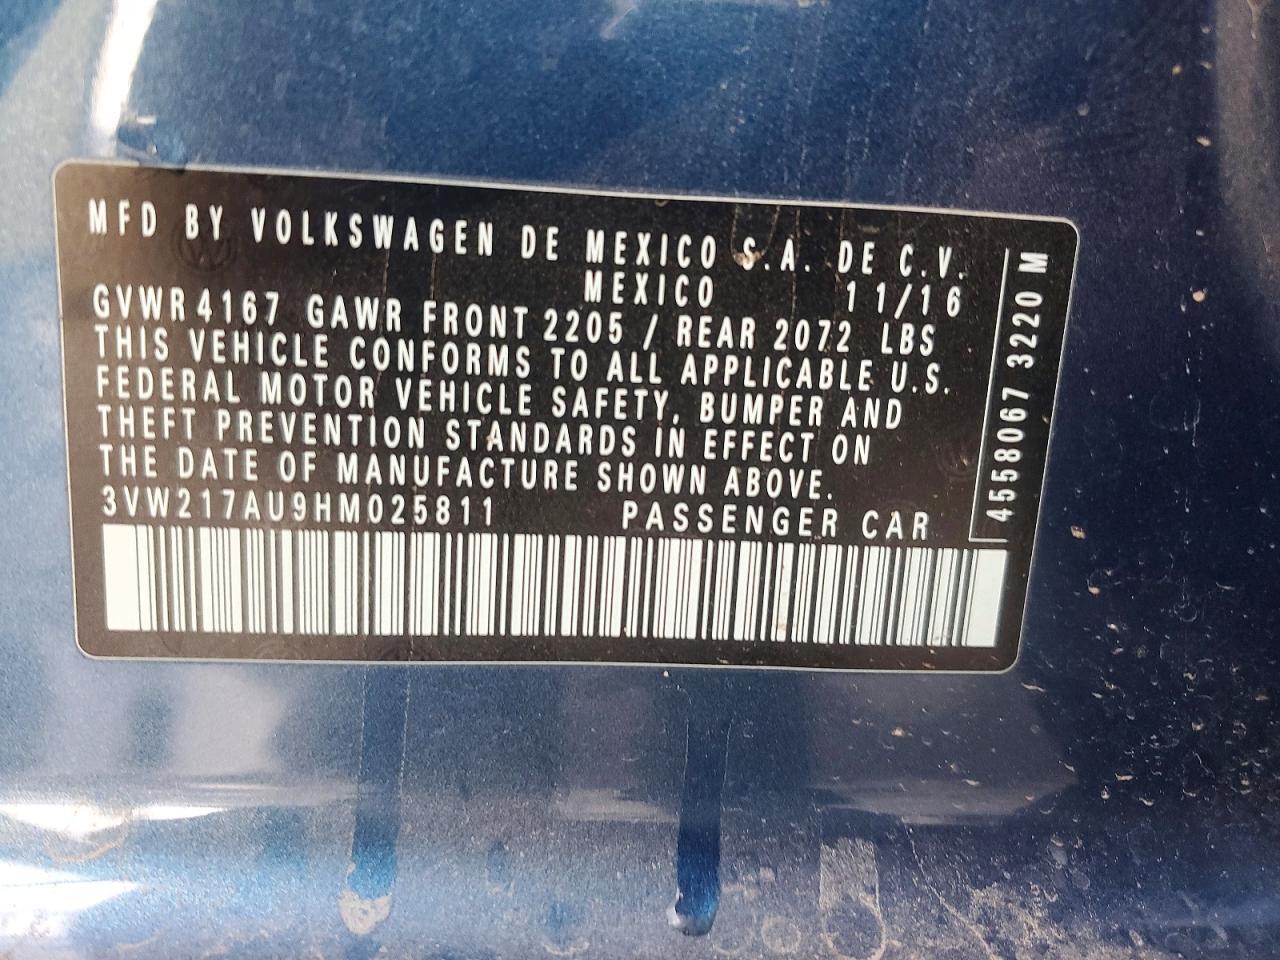 MFD BY VOLKSWAGEN DE MEXICO S.A. DE C.V.
MEXICO 11/16
GVWR 4167 GAWR FRONT 2205 / REAR 2072 LBS
THIS VEHICLE CONFORMS TO ALL APPLICABLE U.S.
FEDERAL MOTOR VEHICLE SAFETY, BUMPER AND
THEFT PREVENTION STANDARDS IN EFFECT ON
THE DATE OF MANUFACTURE SHOWN ABOVE.
3VW217AU9HM025811 PASSENGER CAR
4558067 3220 M